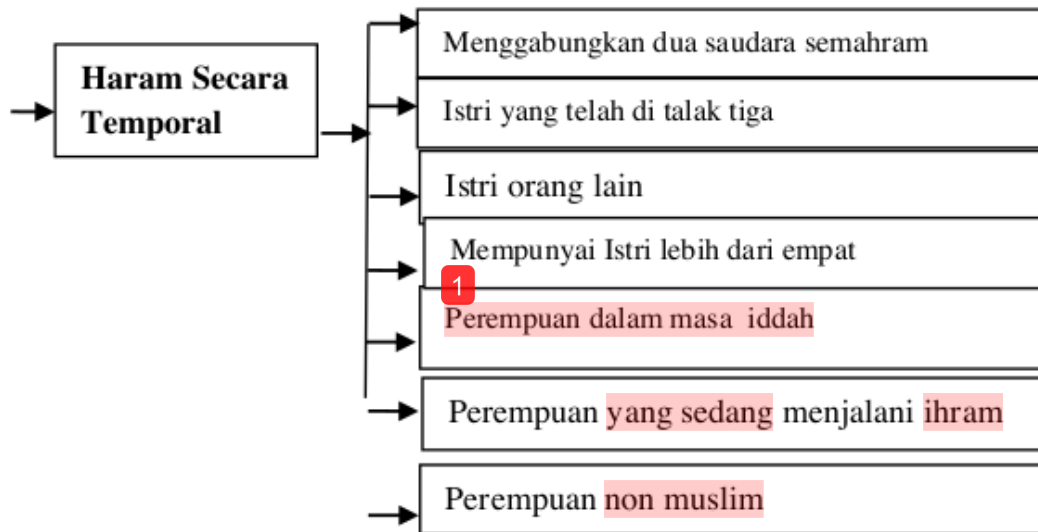 Haram Secara
Temporal
Menggabungkan dua saudara semahram
Istri yang telah di talak tiga
Istri orang lain
Mempunyai Istri lebih dari empat
1
Perempuan dalam masa iddah
Perempuan yang sedang menjalani ihram
Perempuan non muslim